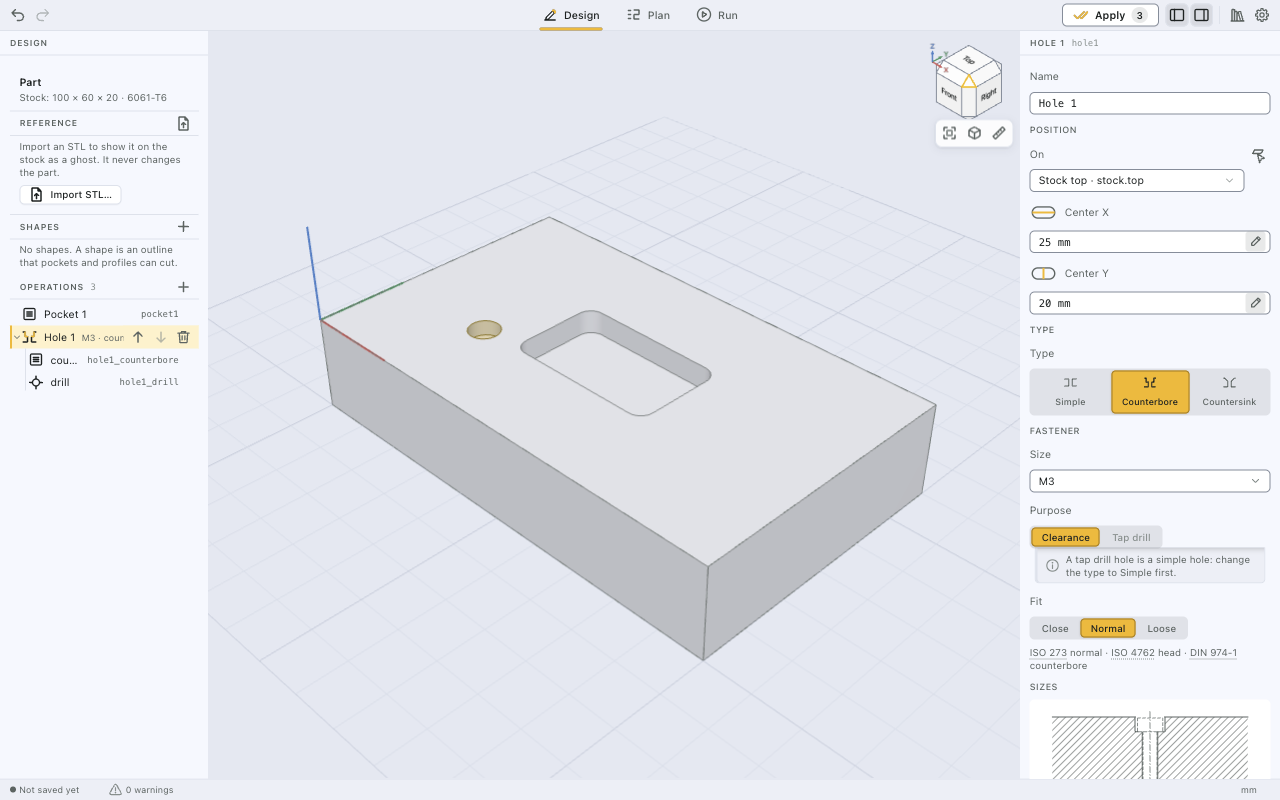 Design
Plan
Run
Apply 3
DESIGN
Part
Stock: 100 × 60 × 20 · 6061-T6
REFERENCE
Import an STL to show it on the
stock as a ghost. It never changes
the part.
Import STL...
SHAPES
No shapes. A shape is an outline
that pockets and profiles can cut.
OPERATIONS 3
Pocket 1 pocket1
Hole 1 M3 · coun
cou... hole1_counterbore
drill hole1_drill
Z
Y
X
Top
Front
Right
HOLE 1 hole1
Name
Hole 1
POSITION
On
Stock top · stock.top
Center X
25 mm
Center Y
20 mm
TYPE
Type
Simple
Counterbore
Countersink
FASTENER
Size
M3
Purpose
Clearance
Tap drill
A tap drill hole is a simple hole: change
the type to Simple first.
Fit
Close
Normal
Loose
ISO 273 normal · ISO 4762 head · DIN 974-1
counterbore
SIZES
Not saved yet
0 warnings
mm